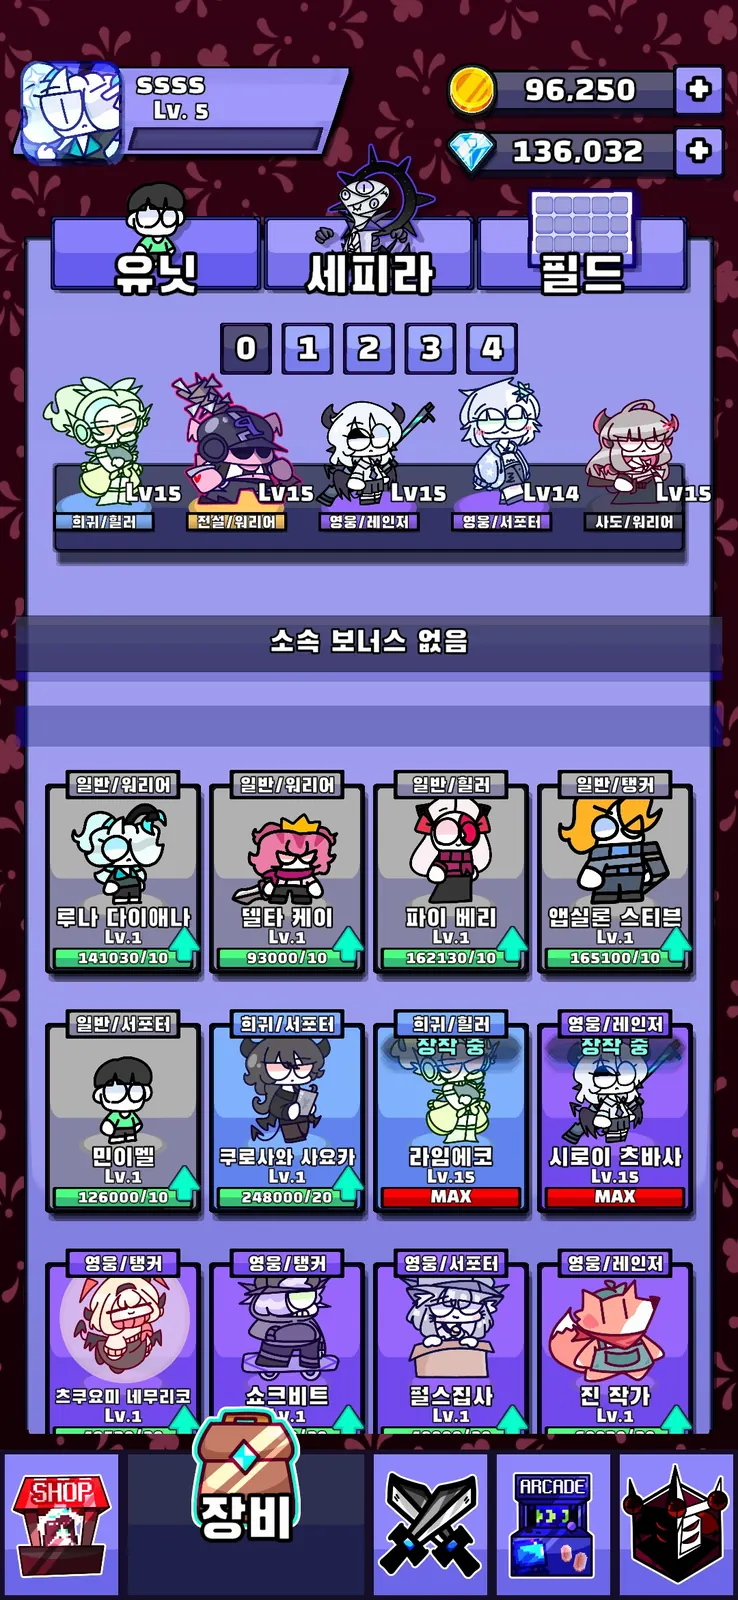 ssss
Lv. 5
96,250
+
136,032
+
유닛
세피라
필드
0 1 2 3 4
Lv15 Lv15 Lv15 Lv14 Lv15
희귀/힐러 전설/워리어 영웅/레인저 영웅/서포터 사도/워리어
소속 보너스 없음
일반/워리어 일반/워리어 일반/힐러 일반/탱커
루나 다이애나 델타 케이 파이 베리 앱실론 스티븐
Lv.1 Lv.1 Lv.1 Lv.1
141030/10 93000/10 162130/10 165100/10
일반/서포터 희귀/서포터 희귀/힐러 영웅/레인저
장착 중 장착 중
민이멜 쿠로사와 사요카 라임에코 시로이 츠바사
Lv.1 Lv.1 Lv.15 Lv.15
126000/10 248000/20 MAX MAX
영웅/탱커 영웅/탱커 영웅/서포터 영웅/레인저
츠쿠요미 네무리코 쇼크비트 펄스집사 진 작가
Lv.1 Lv.1 Lv.1 Lv.1
SHOP
장비
ARCADE